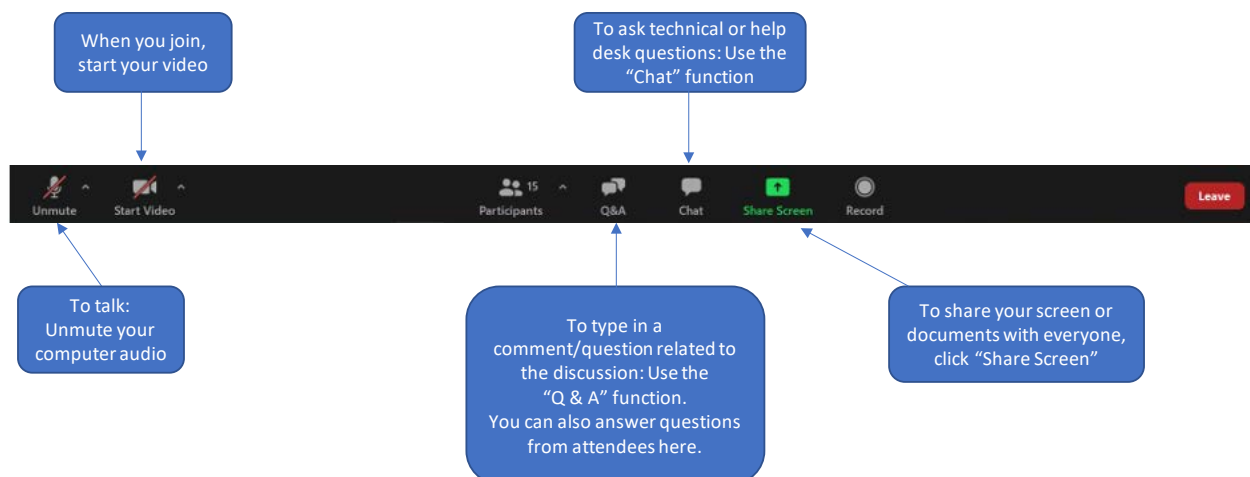 When you join,
start your video
To ask technical or help
desk questions: Use the
“Chat” function
15
Unmute
Start Video
Participants
Q&A
Chat
Share Screen
Record
Leave
To talk:
Unmute your
computer audio
To type in a
comment/question related to
the discussion: Use the
“Q & A” function.
You can also answer questions
from attendees here.
To share your screen or
documents with everyone,
click “Share Screen”